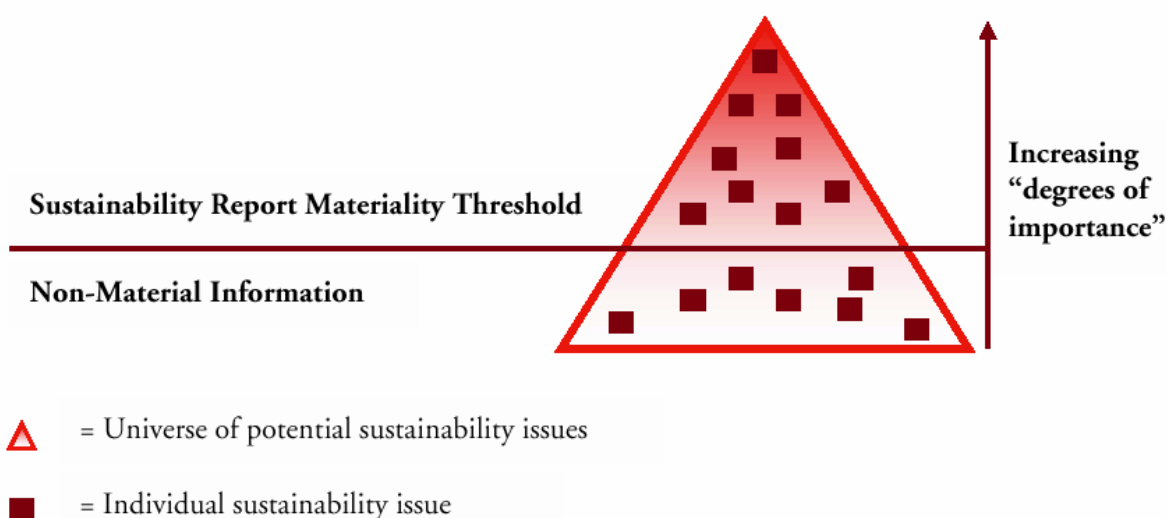 Increasing
“degrees of
importance”
Sustainability Report Materiality Threshold
Non-Material Information
= Universe of potential sustainability issues
= Individual sustainability issue